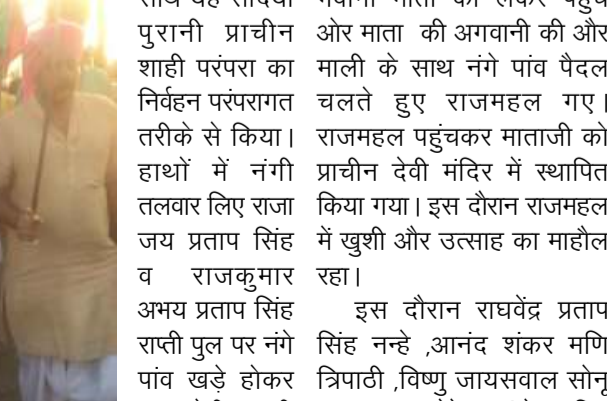 पुरानी प्राचीन
शाही परंपरा का
निर्वहन परंपरागत
तरीके से किया।
हाथों में नंगी
तलवार लिए राजा
जय प्रताप सिंह
व राजकुमार
अभय प्रताप सिंह
राप्ती पुल पर नंगे
पांव खड़े होकर
ओर माता की अगवानी की और
माली के साथ नंगे पांव पैदल
चलते हुए राजमहल गए।
राजमहल पहुंचकर माताजी को
प्राचीन देवी मंदिर में स्थापित
किया गया। इस दौरान राजमहल
में खुशी और उत्साह का माहौल
रहा।
इस दौरान राघवेंद्र प्रताप
सिंह नन्हे ,आनंद शंकर मणि
त्रिपाठी ,विष्णु जायसवाल सोनू